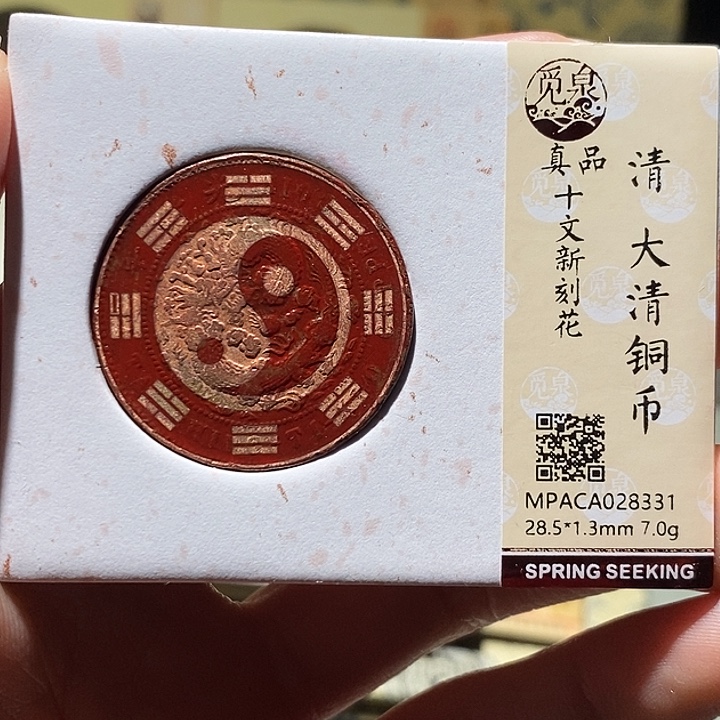 觅泉
清 大清铜币
真品
十文新刻花
MPACA028331
28.5*1.3mm 7.0g
SPRING SEEKING